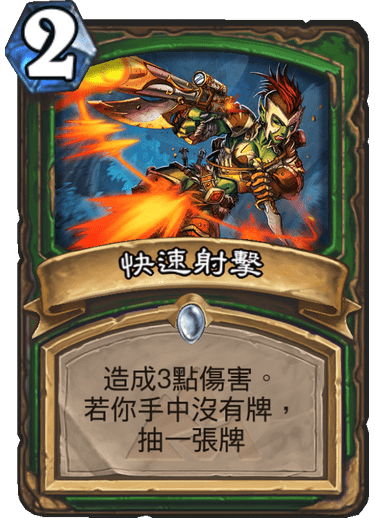 2
快速射擊
造成3點傷害。
若你手中沒有牌，
抽一張牌